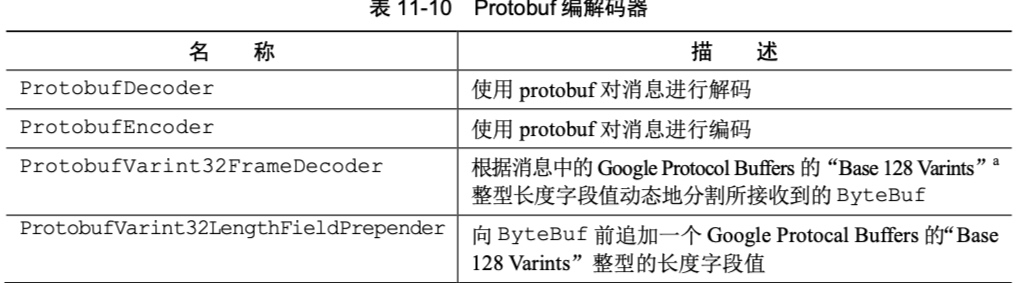 表 11-10 Protobuf 编解码器
名 称 描 述
ProtobufDecoder 使用 protobuf 对消息进行解码
ProtobufEncoder 使用 protobuf 对消息进行编码
ProtobufVarint32FrameDecoder 根据消息中的 Google Protocol Buffers 的“Base 128 Varints”a
整型长度字段值动态地分割所接收到的 ByteBuf
ProtobufVarint32LengthFieldPrepender 向 ByteBuf 前追加一个 Google Protocal Buffers 的“Base
128 Varints”整型的长度字段值